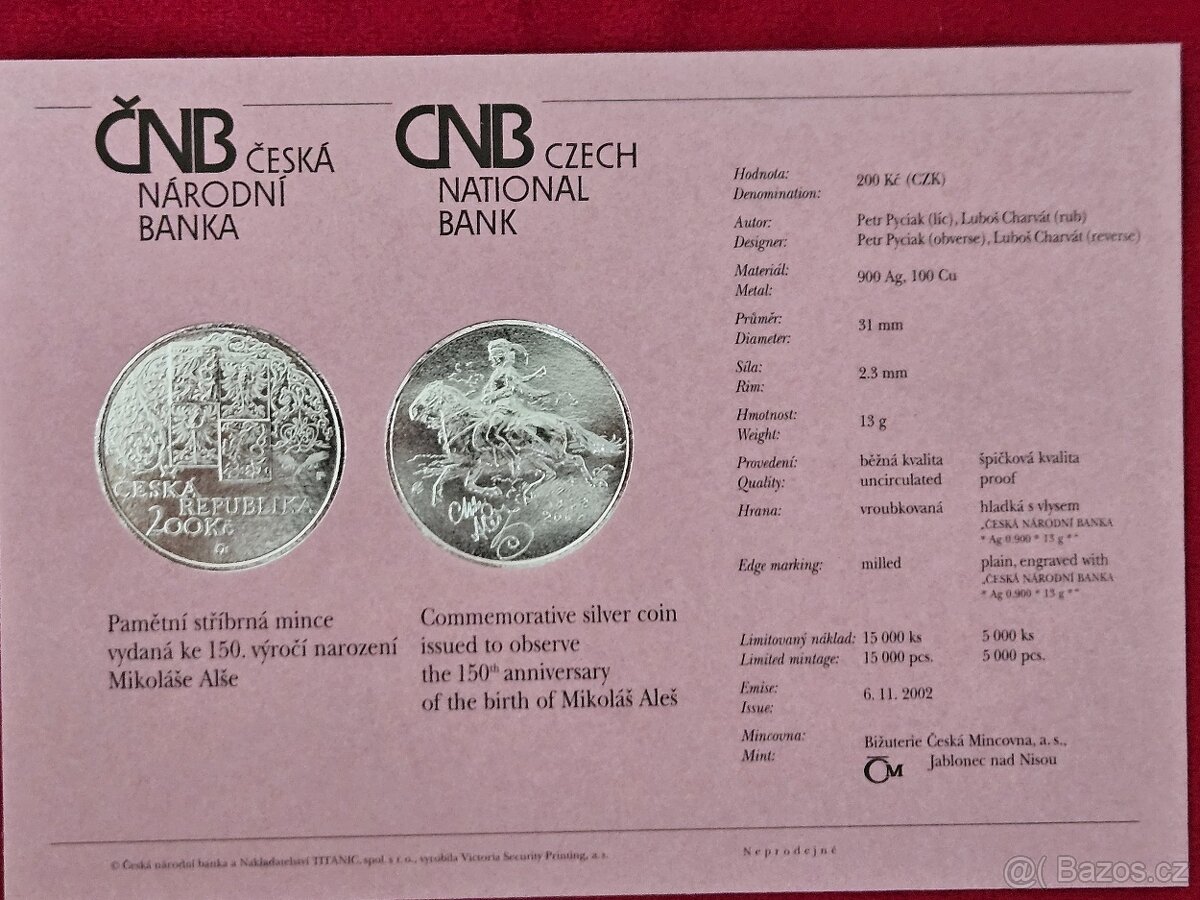 ČNB ČESKÁ
NÁRODNÍ
BANKA
CNB CZECH
NATIONAL
BANK
ČESKÁ
REPUBLIKA
200Kč
Pamětní stříbrná mince
vydaná ke 150. výročí narození
Mikoláše Alše
Commemorative silver coin
issued to observe
the 150th anniversary
of the birth of Mikoláš Aleš
Hodnota:
Denomination: 200 Kč (CZK)
Autor: Petr Pyciak (líc), Luboš Charvát (rub)
Designer: Petr Pyciak (obverse), Luboš Charvát (reverse)
Materiál:
Metal: 900 Ag, 100 Cu
Průměr:
Diameter: 31 mm
Síla:
Rim: 2.3 mm
Hmotnost:
Weight: 13 g
Provedení: běžná kvalita špičková kvalita
Quality: uncirculated proof
Hrana: vroubkovaná hladká s vlysem
„ČESKÁ NÁRODNÍ BANKA
* Ag 0.900 * 13 g *“
Edge marking: milled plain, engraved with
„ČESKÁ NÁRODNÍ BANKA
* Ag 0.900 * 13 g *“
Limitovaný náklad: 15 000 ks 5 000 ks
Limited mintage: 15 000 pcs. 5 000 pcs.
Emise:
Issue: 6. 11. 2002
Mincovna: Bižuterie Česká Mincovna, a. s.,
Mint: ČM Jablonec nad Nisou
© Česká národní banka a Nakladatelství TITANIC, spol. s r. o., vyrobila Victoria Security Printing, a. s.
Neprodejné
@( Bazos.cz